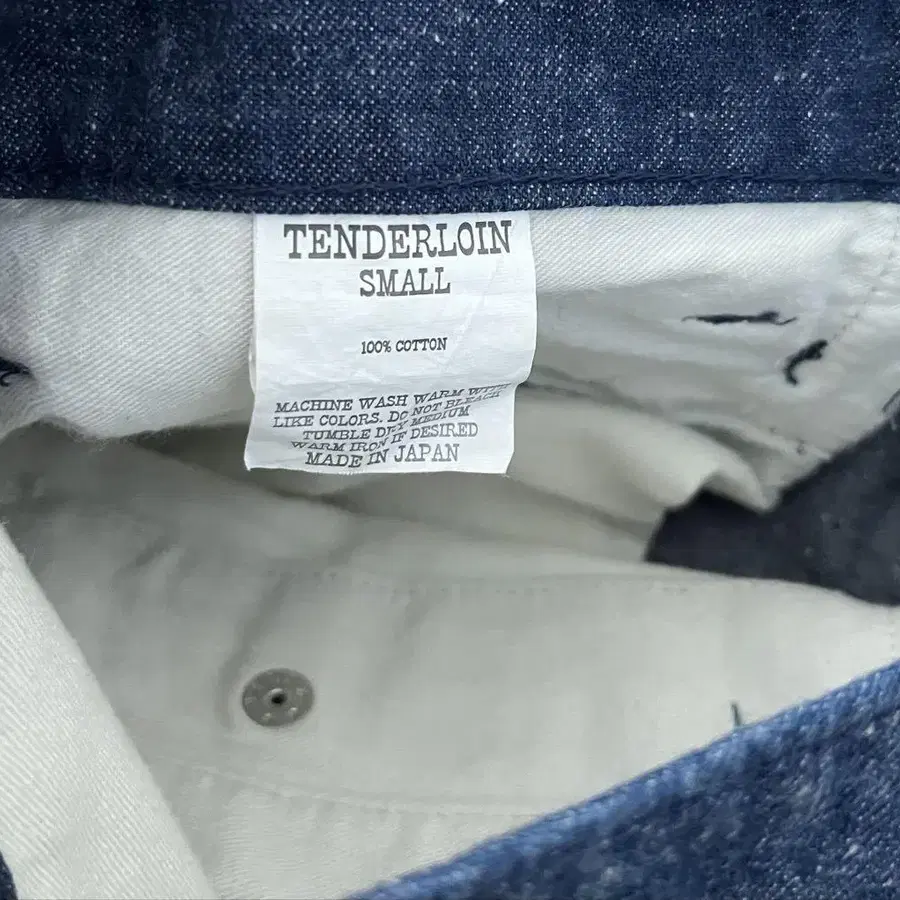 TENDERLOIN
SMALL
100% COTTON
MACHINE WASH WARM WITH
LIKE COLORS. DO NOT BLEACH
TUMBLE DRY MEDIUM
WARM IRON IF DESIRED
MADE IN JAPAN